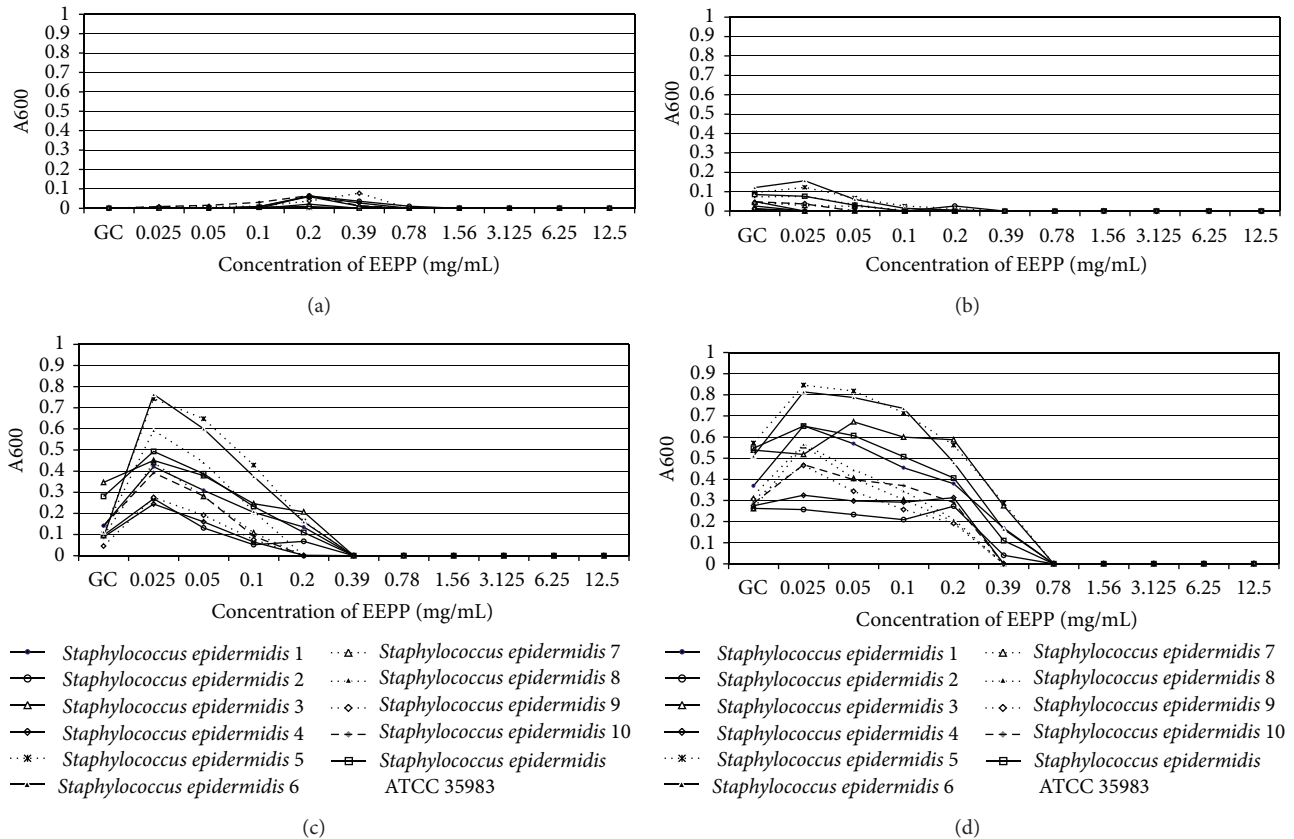 1
0.9
0.8
0.7
0.6
0.5
0.4
0.3
0.2
0.1
0
A600
GC 0.025 0.05 0.1 0.2 0.39 0.78 1.56 3.125 6.25 12.5
Concentration of EEPP (mg/mL)
(a)
1
0.9
0.8
0.7
0.6
0.5
0.4
0.3
0.2
0.1
0
A600
GC 0.025 0.05 0.1 0.2 0.39 0.78 1.56 3.125 6.25 12.5
Concentration of EEPP (mg/mL)
(b)
1
0.9
0.8
0.7
0.6
0.5
0.4
0.3
0.2
0.1
0
A600
GC 0.025 0.05 0.1 0.2 0.39 0.78 1.56 3.125 6.25 12.5
Concentration of EEPP (mg/mL)
Staphylococcus epidermidis 1
Staphylococcus epidermidis 2
Staphylococcus epidermidis 3
Staphylococcus epidermidis 4
Staphylococcus epidermidis 5
Staphylococcus epidermidis 6
Staphylococcus epidermidis 7
Staphylococcus epidermidis 8
Staphylococcus epidermidis 9
Staphylococcus epidermidis 10
Staphylococcus epidermidis
ATCC 35983
(c)
1
0.9
0.8
0.7
0.6
0.5
0.4
0.3
0.2
0.1
0
A600
GC 0.025 0.05 0.1 0.2 0.39 0.78 1.56 3.125 6.25 12.5
Concentration of EEPP (mg/mL)
Staphylococcus epidermidis 1
Staphylococcus epidermidis 2
Staphylococcus epidermidis 3
Staphylococcus epidermidis 4
Staphylococcus epidermidis 5
Staphylococcus epidermidis 6
Staphylococcus epidermidis 7
Staphylococcus epidermidis 8
Staphylococcus epidermidis 9
Staphylococcus epidermidis 10
Staphylococcus epidermidis
ATCC 35983
(d)